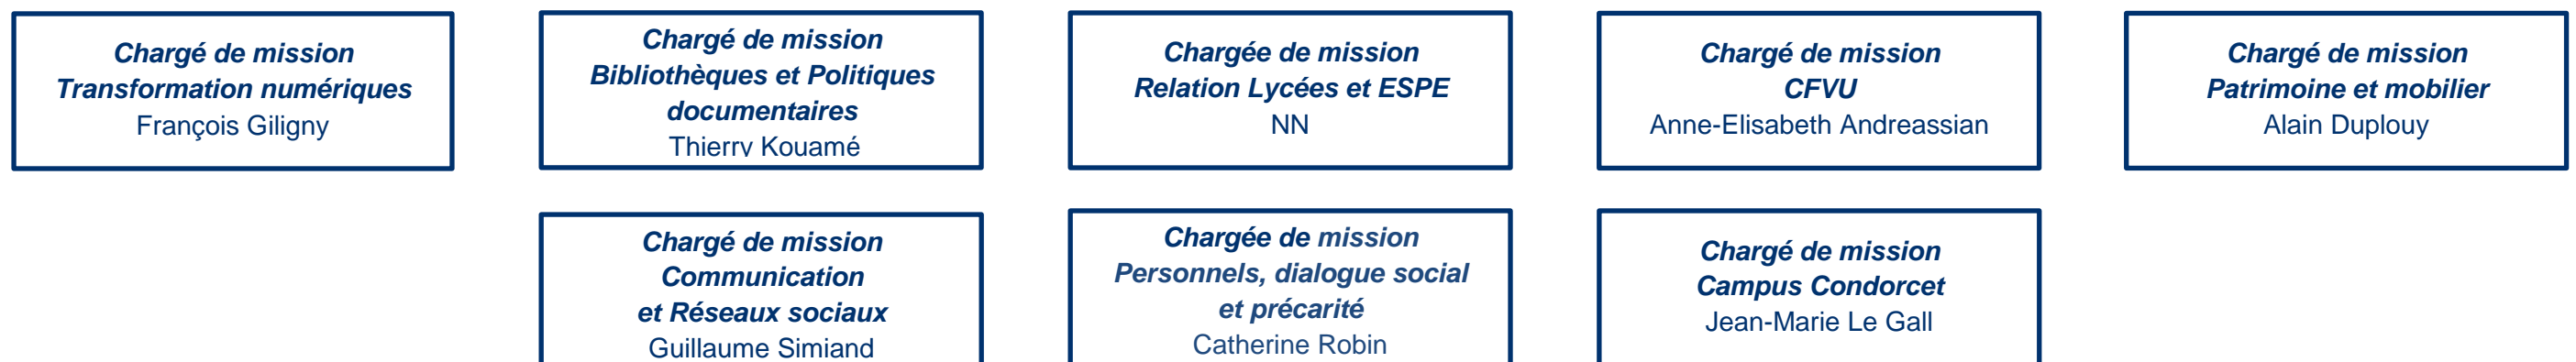 Chargé de mission
Transformation numériques
François Giligny
Chargé de mission
Bibliothèques et Politiques
documentaires
Thierry Kouamé
Chargée de mission
Relation Lycées et ESPE
NN
Chargé de mission
CFVU
Anne-Elisabeth Andreassian
Chargé de mission
Patrimoine et mobilier
Alain Duplouy
Chargé de mission
Communication
et Réseaux sociaux
Guillaume Simiand
Chargée de mission
Personnels, dialogue social
et précarité
Catherine Robin
Chargé de mission
Campus Condorcet
Jean-Marie Le Gall